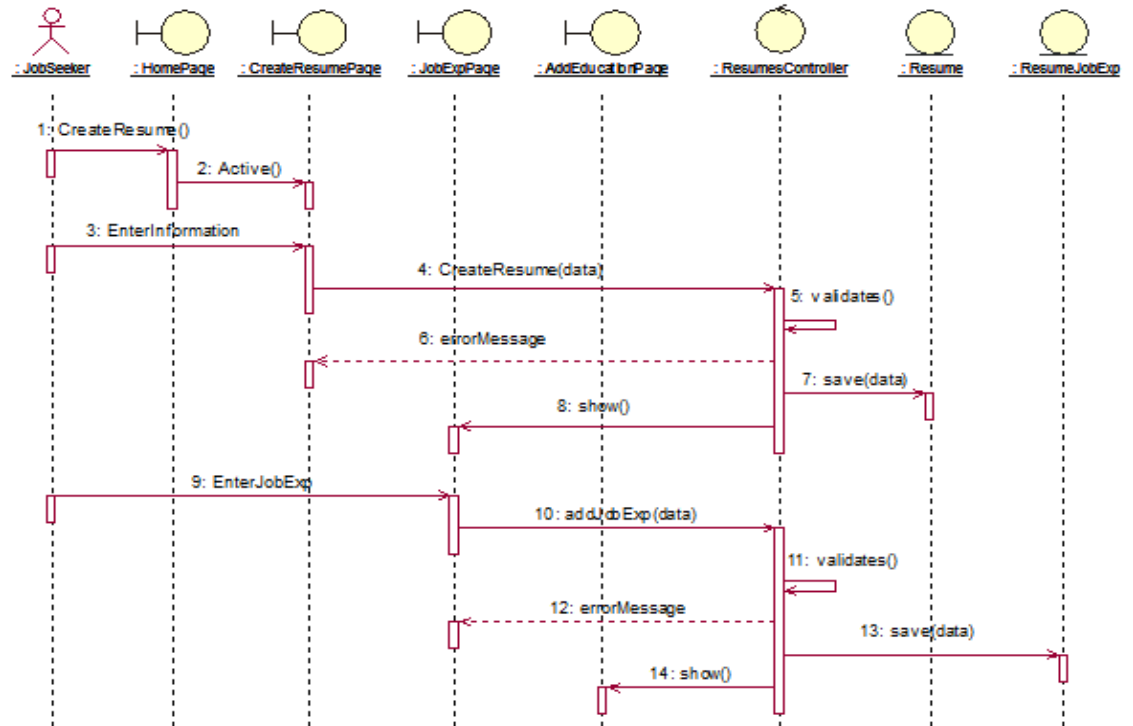 : JobSeeker
: HomePage
: CreateResumePage
: JobExpPage
: AddEducationPage
: ResumesController
: Resume
: ResumeJobExp
1: CreateResume()
2: Active()
3: EnterInformation
4: CreateResume(data)
5: validates()
6: errorMessage
7: save(data)
8: show()
9: EnterJobExp
10: addJobExp(data)
11: validates()
12: errorMessage
13: save(data)
14: show()